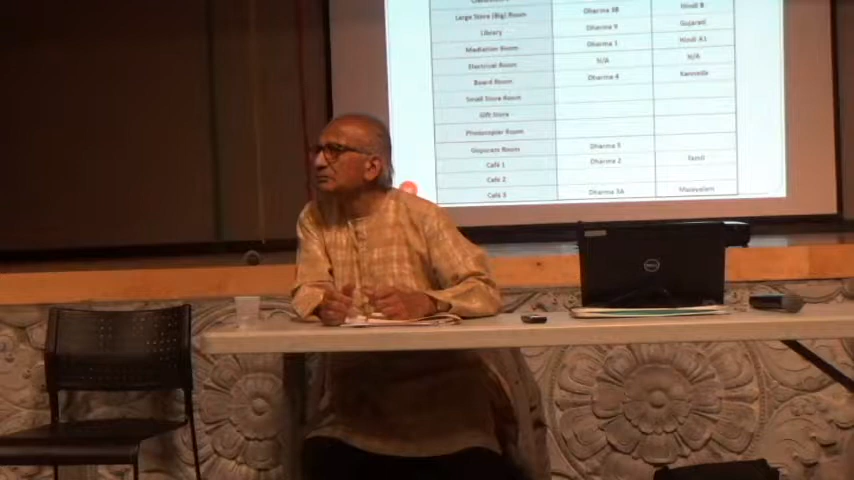 Large Store (Big) Room Dharma 3B Hindi B
Library Dharma 9 Gujarati
Meditation Room Dharma 1 Hindi A1
Electrical Room N/A N/A
Board Room Dharma 4 Kannada
Small Store Room
Gift Store
Photocopier Room
Gopuram Room Dharma 5
Café 1 Dharma 2 Tamil
Café 2
Café 3 Dharma 5A Malayalam
DELL